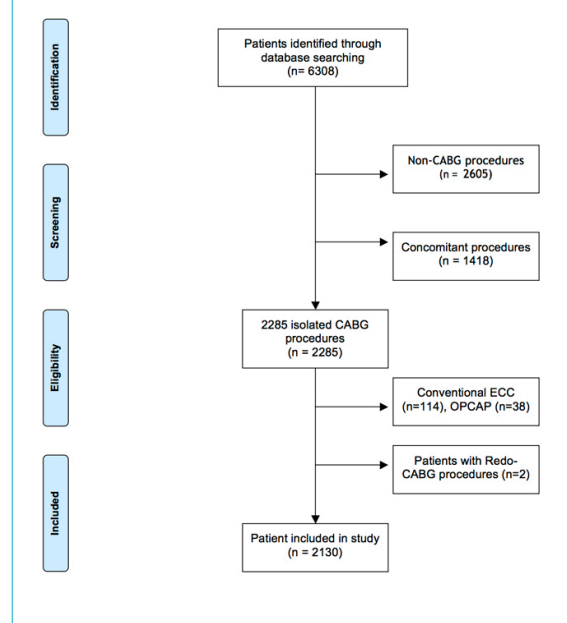 Identification
Patients identified through
database searching
(n= 6308)
Non-CABG procedures
(n = 2605)
Screening
Concomitant procedures
(n = 1418)
2285 isolated CABG
procedures
(n = 2285)
Eligibility
Conventional ECC
(n=114), OPCAP (n=38)
Patients with Redo-
CABG procedures (n=2)
Included
Patient included in study
(n = 2130)